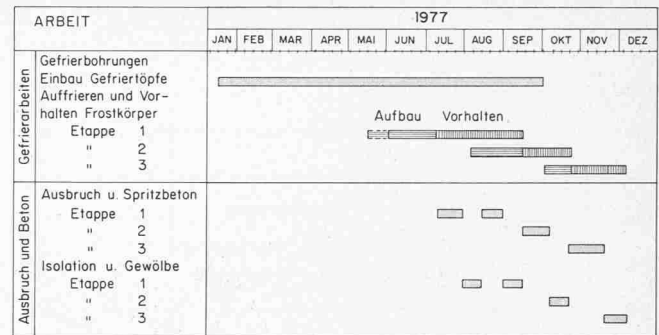 ARBEIT
1977
JAN FEB MAR APR MAI JUN JUL AUG SEP OKT NOV DEZ
Gefrierarbeiten
Gefrierbohrungen
Einbau Gefriertöpfe
Auffrieren und Vor-
halten Frostkörper
Aufbau Vorhalten
Etappe 1
" 2
" 3
Ausbruch und Beton
Ausbruch u. Spritzbeton
Etappe 1
" 2
" 3
Isolation u. Gewölbe
Etappe 1
" 2
" 3